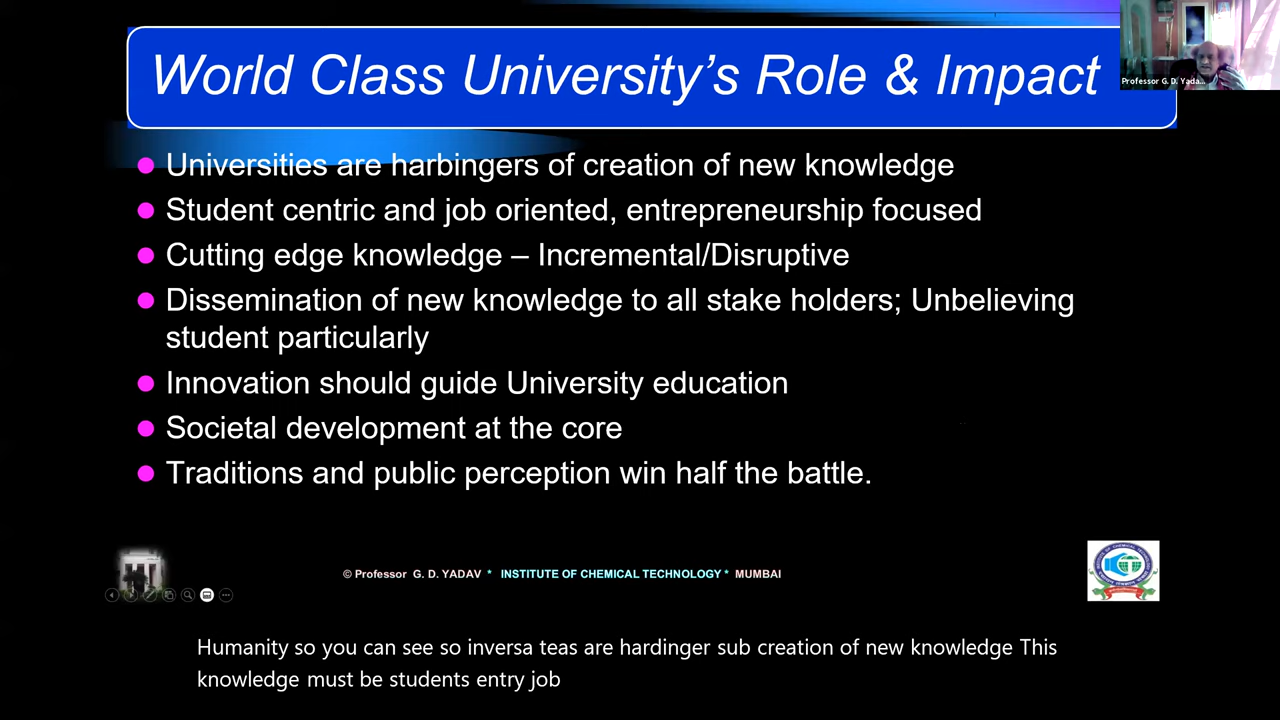 World Class University's Role & Impact
Professor G. D. Yada...
Universities are harbingers of creation of new knowledge
Student centric and job oriented, entrepreneurship focused
Cutting edge knowledge – Incremental/Disruptive
Dissemination of new knowledge to all stake holders; Unbelieving
student particularly
Innovation should guide University education
Societal development at the core
Traditions and public perception win half the battle.
© Professor G. D. YADAV * INSTITUTE OF CHEMICAL TECHNOLOGY * MUMBAI
Humanity so you can see so inversa teas are hardinger sub creation of new knowledge This
knowledge must be students entry job